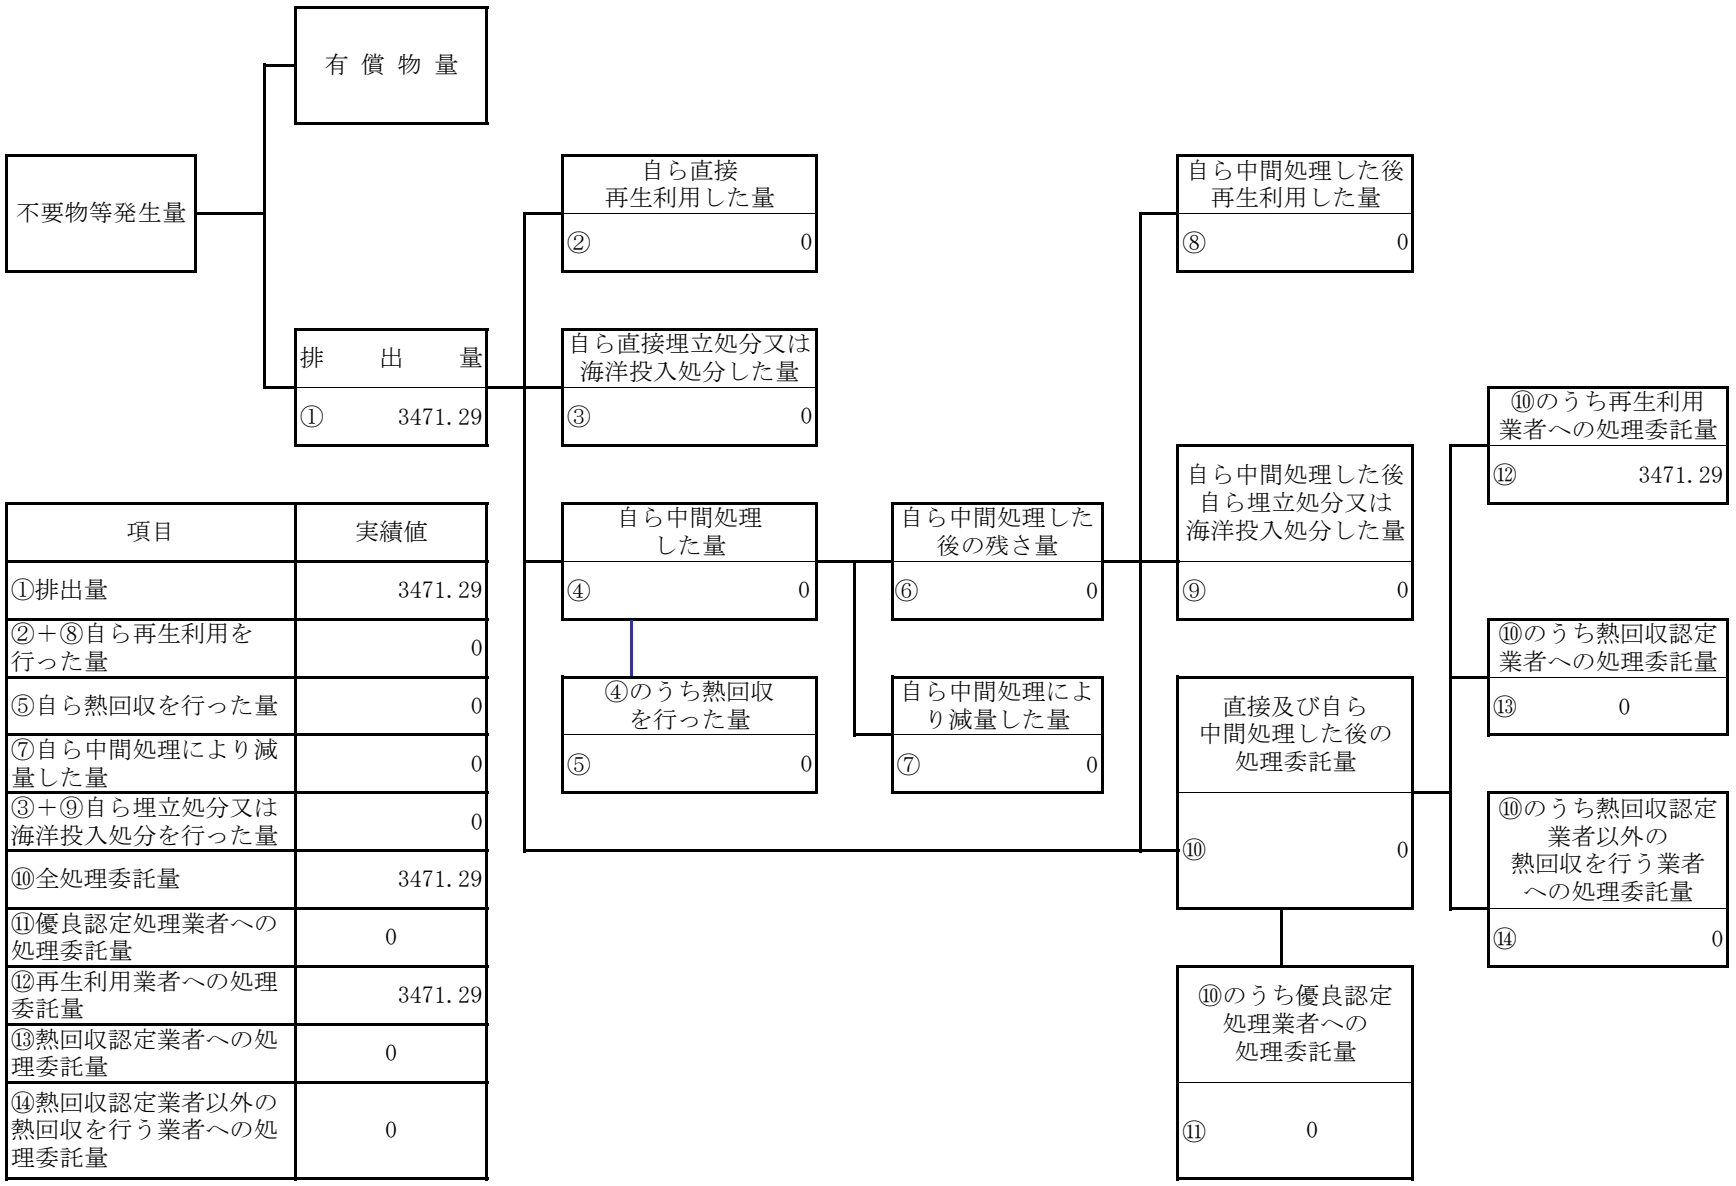 有 償 物 量
不要物等発生量
自ら直接
再生利用した量
② 0
自ら中間処理した後
再生利用した量
⑧ 0
排 出 量
① 3471.29
自ら直接埋立処分又は
海洋投入処分した量
③ 0
⑩のうち再生利用
業者への処理委託量
⑫ 3471.29
自ら中間処理
した量
④ 0
自ら中間処理した
後の残さ量
⑥ 0
自ら中間処理した後
自ら埋立処分又は
海洋投入処分した量
⑨ 0
⑩のうち熱回収認定
業者への処理委託量
⑬ 0
④のうち熱回収
を行った量
⑤ 0
自ら中間処理によ
り減量した量
⑦ 0
直接及び自ら
中間処理した後の
処理委託量
⑩ 0
⑩のうち熱回収認定
業者以外の
熱回収を行う業者
への処理委託量
⑭ 0
⑩のうち優良認定
処理業者への
処理委託量
⑪ 0
項目 実績値
①排出量 3471.29
②＋⑧自ら再生利用を
行った量 0
⑤自ら熱回収を行った量 0
⑦自ら中間処理により減
量した量 0
③＋⑨自ら埋立処分又は
海洋投入処分を行った量 0
⑩全処理委託量 3471.29
⑪優良認定処理業者への
処理委託量 0
⑫再生利用業者への処理
委託量 3471.29
⑬熱回収認定業者への処
理委託量 0
⑭熱回収認定業者以外の
熱回収を行う業者への処
理委託量 0